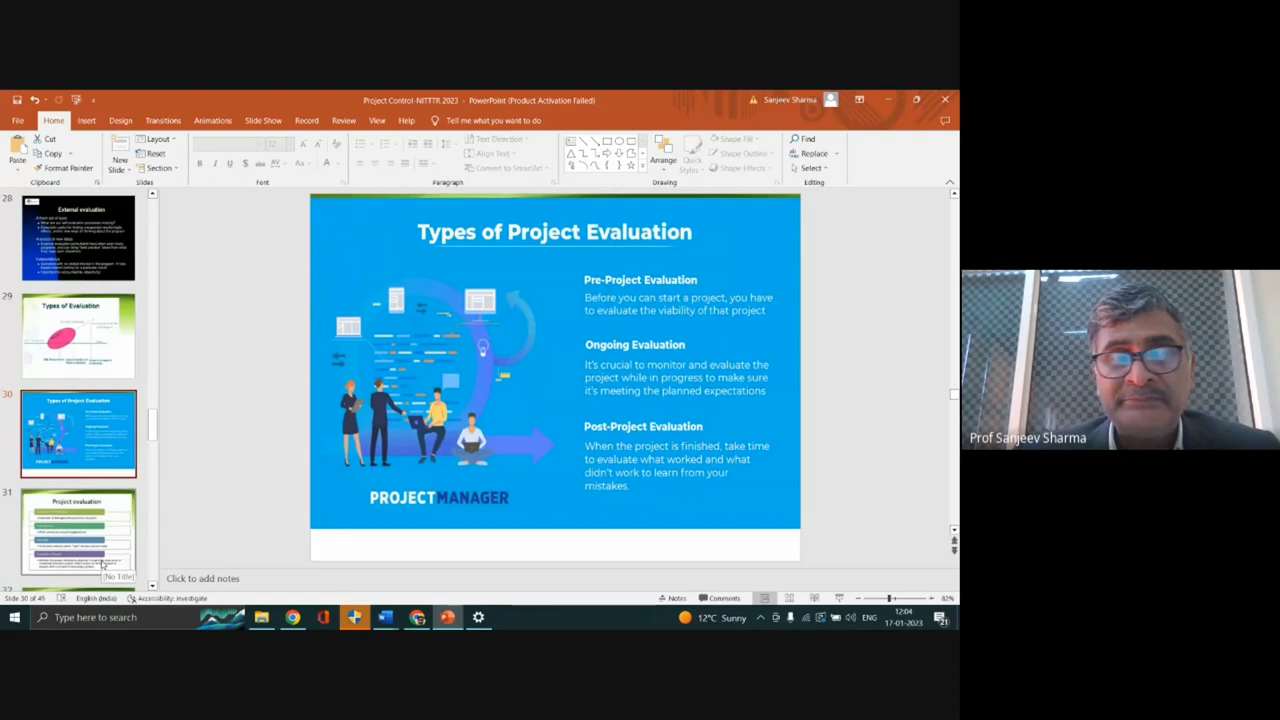 Project Control-NITTTR 2023 - PowerPoint (Product Activation Failed)
Sanjeev Sharma
File Home Insert Design Transitions Animations Slide Show Record Review View Help Tell me what you want to do
Cut
Copy
Format Painter
Paste
Clipboard
New
Slide
Layout
Reset
Section
Slides
Font
Text Direction
Align Text
Convert to SmartArt
Paragraph
Arrange
Quick
Styles
Shape Fill
Shape Outline
Shape Effects
Drawing
Find
Replace
Select
Editing
28
External evaluation
29
Types of Evaluation
30
Types of Project Evaluation
31
Project evaluation
[No Title]
Types of Project Evaluation
Pre-Project Evaluation
Before you can start a project, you have
to evaluate the viability of that project
Ongoing Evaluation
It's crucial to monitor and evaluate the
project while in progress to make sure
it's meeting the planned expectations
Post-Project Evaluation
When the project is finished, take time
to evaluate what worked and what
didn't work to learn from your
mistakes.
PROJECTMANAGER
Click to add notes
Slide 30 of 45 English (India) Accessibility: Investigate Notes Comments 82%
Type here to search
12°C Sunny
ENG
12:04
17-01-2023
21
Prof Sanjeev Sharma